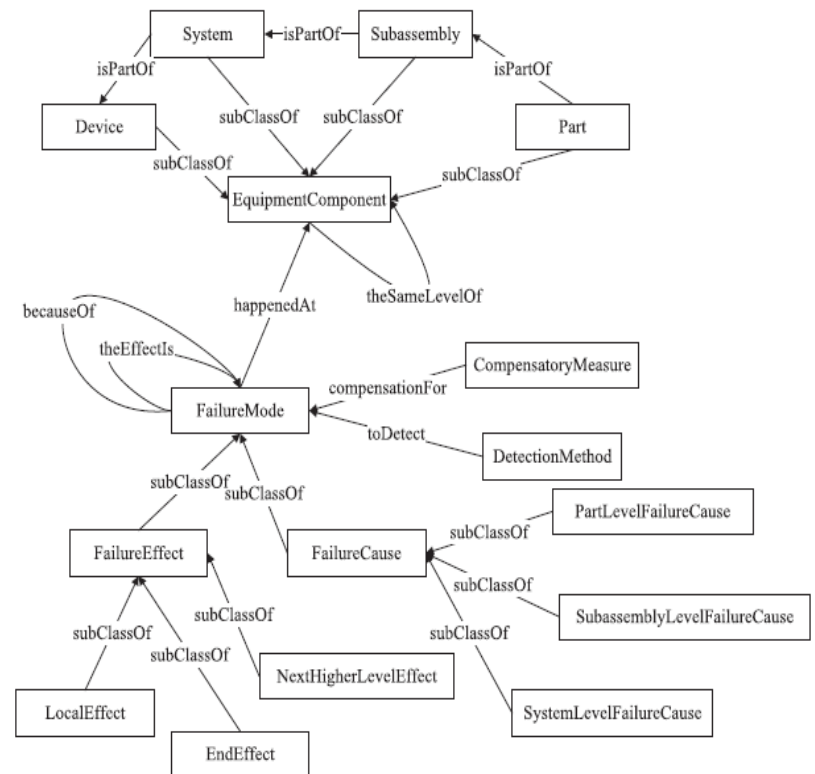 System
isPartOf
Subassembly
isPartOf
isPartOf
Device
subClassOf
subClassOf
Part
subClassOf
subClassOf
EquipmentComponent
happenedAt
theSameLevelOf
becauseOf
theEffectIs
CompensatoryMeasure
compensationFor
FailureMode
toDetect
DetectionMethod
subClassOf
subClassOf
PartLevelFailureCause
subClassOf
FailureEffect
FailureCause
subClassOf
subClassOf
SubassemblyLevelFailureCause
subClassOf
subClassOf
subClassOf
NextHigherLevelEffect
LocalEffect
SystemLevelFailureCause
EndEffect